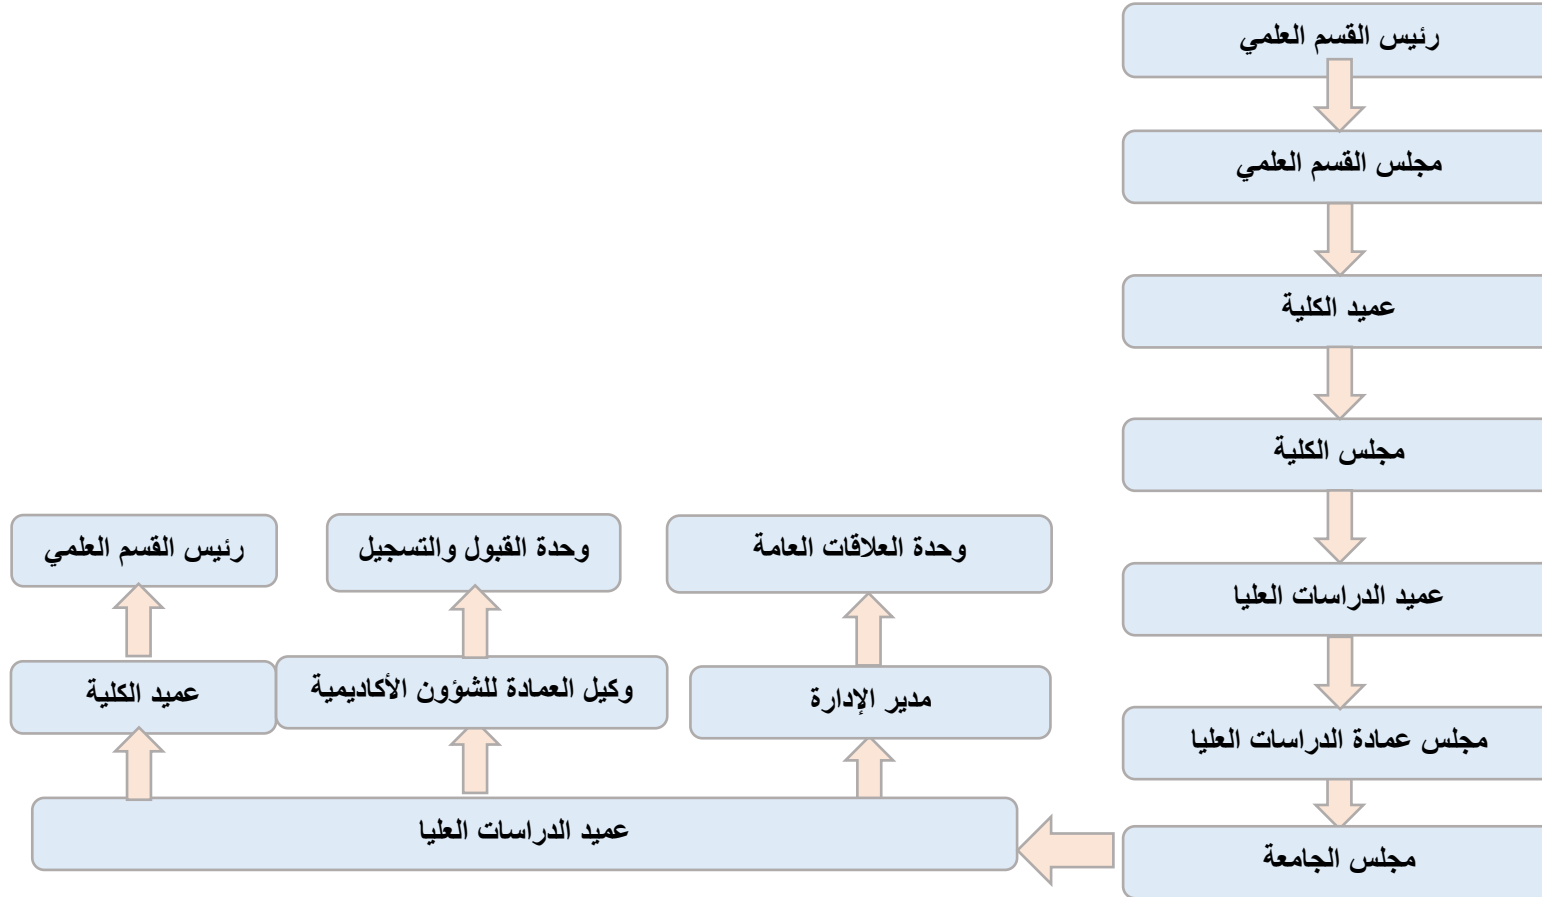 رئيس القسم العلمي
مجلس القسم العلمي
عميد الكلية
مجلس الكلية
عميد الدراسات العليا
مجلس عمادة الدراسات العليا
مجلس الجامعة
عميد الدراسات العليا
مدير الإدارة
وحدة العلاقات العامة
وكيل العمادة للشؤون الأكاديمية
وحدة القبول والتسجيل
عميد الكلية
رئيس القسم العلمي